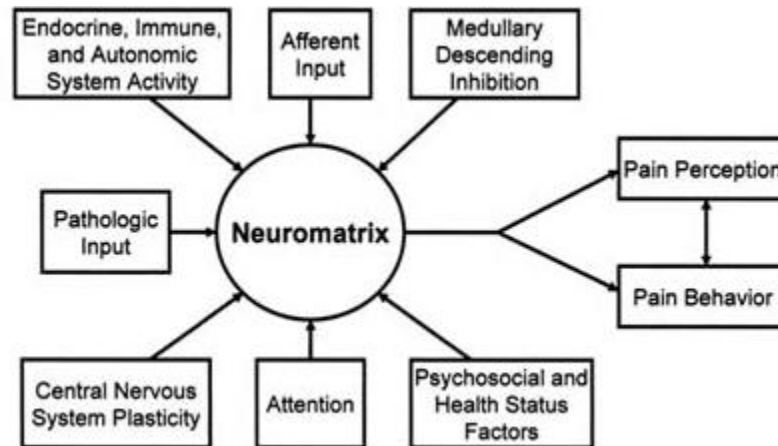 Endocrine, Immune,
and Autonomic
System Activity
Afferent
Input
Medullary
Descending
Inhibition
Pathologic
Input
Neuromatrix
Pain Perception
Pain Behavior
Central Nervous
System Plasticity
Attention
Psychosocial and
Health Status
Factors